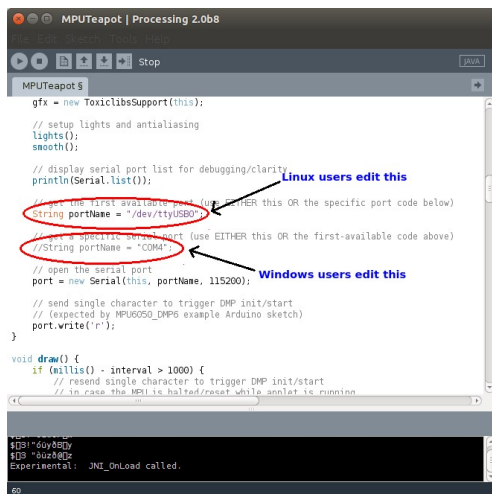 MPUTeapot | Processing 2.0b8
File Edit Sketch Tools Help
Stop
JAVA
MPUTeapot §
gfx = new ToxiclibsSupport(this);
// setup lights and antialiasing
lights();
smooth();
// display serial port list for debugging/clarity
println(Serial.list());
Linux users edit this
// get the first available port (use EITHER this OR the specific port code below)
String portName = "/dev/ttyUSB0";
// get a specific serial port (use EITHER this OR the first-available code above)
//String portName = "COM4";
Windows users edit this
// open the serial port
port = new Serial(this, portName, 115200);
// send single character to trigger DMP init/start
// (expected by MPU6050_DMP6 example Arduino sketch)
port.write('r');
}
void draw() {
if (millis() - interval > 1000) {
// resend single character to trigger DMP init/start
// in case the MPU is halted/reset while applet is running
Experimental: JNI_OnLoad called.
60